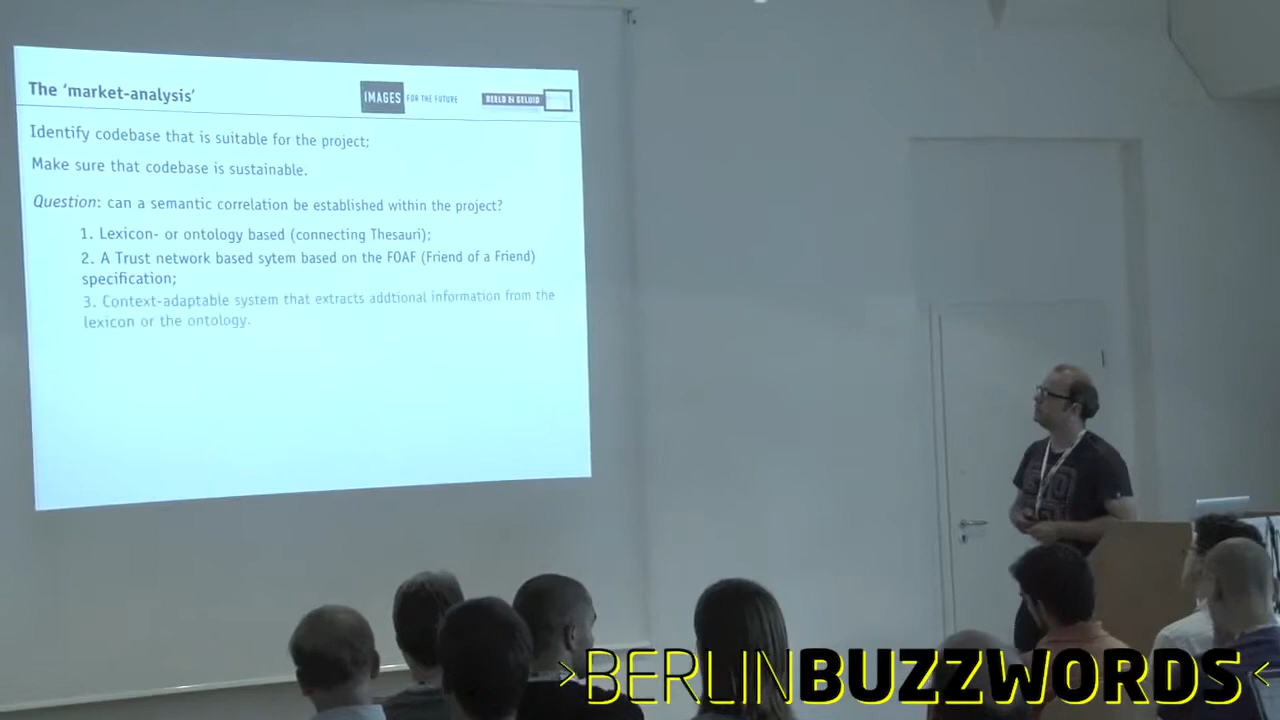 The 'market-analysis'
IMAGES FOR THE FUTURE
BEELD EN GELUID
Identify codebase that is suitable for the project;
Make sure that codebase is sustainable.
Question: can a semantic correlation be established within the project?
1. Lexicon- or ontology based (connecting Thesauri);
2. A Trust network based sytem based on the FOAF (Friend of a Friend)
specification;
3. Context-adaptable system that extracts addtional information from the
lexicon or the ontology.
>BERLINBUZZWORDS<